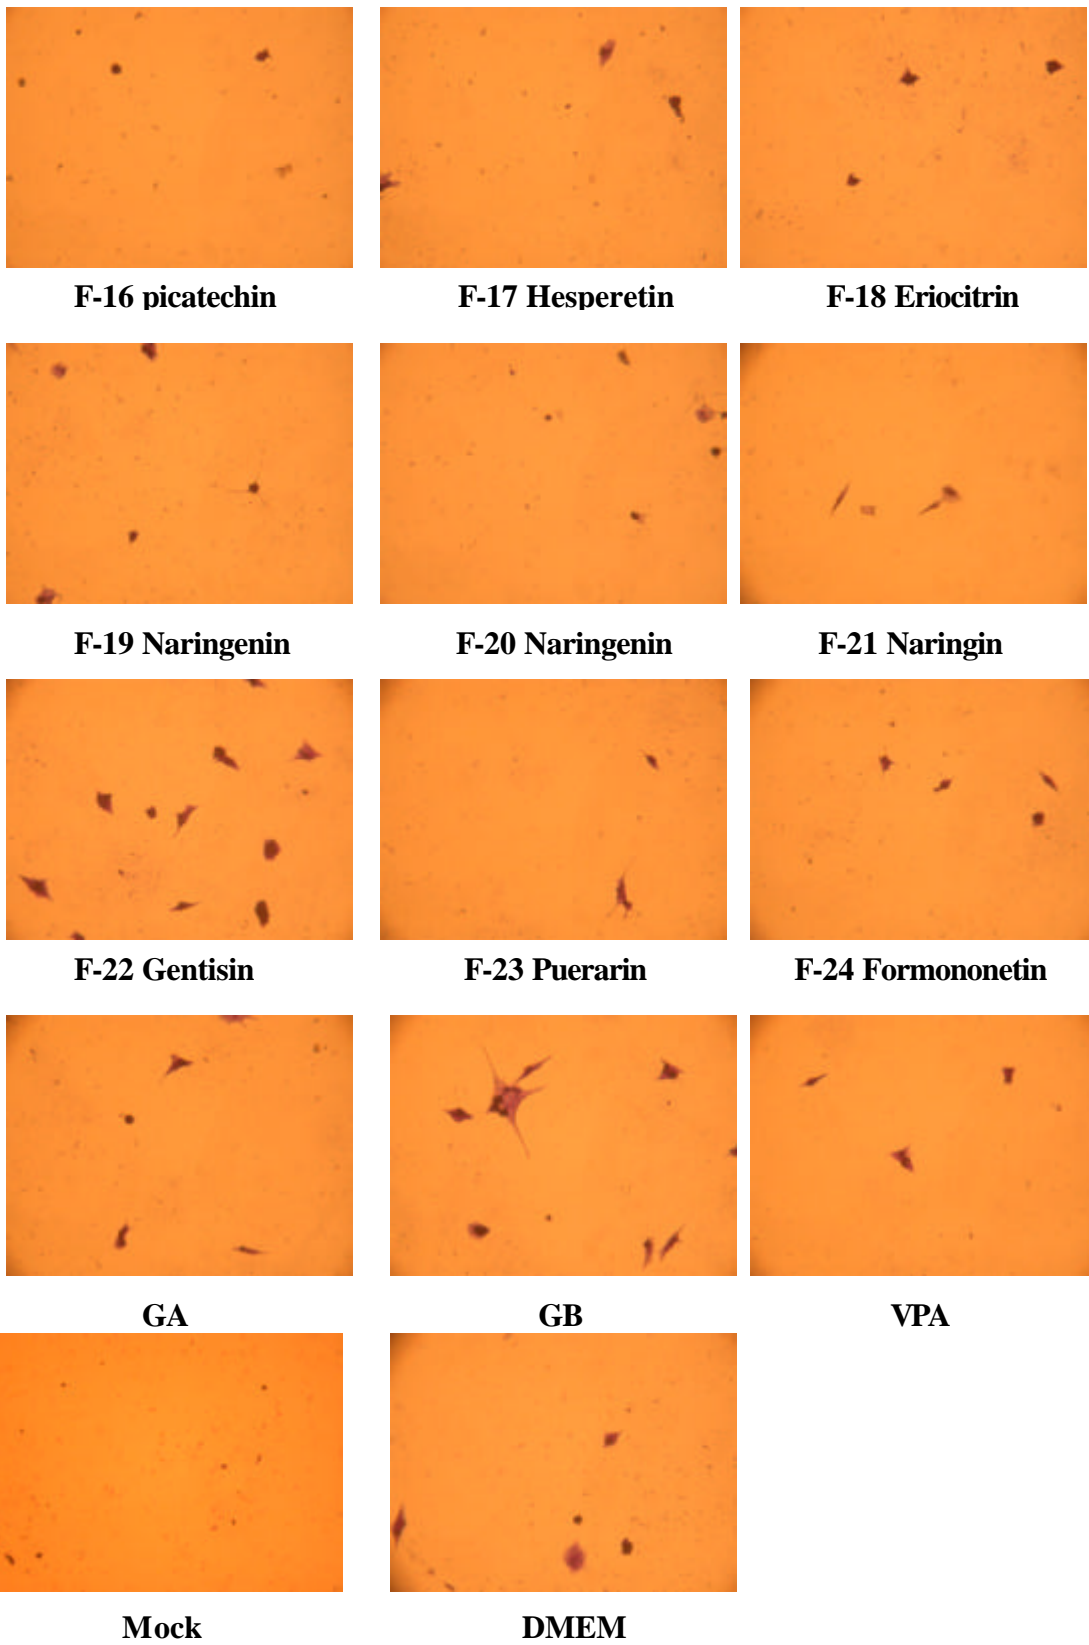 F-16 picatechin
F-17 Hesperetin
F-18 Eriocitrin
F-19 Naringenin
F-20 Naringenin
F-21 Naringin
F-22 Gentisin
F-23 Puerarin
F-24 Formononetin
GA
GB
VPA
Mock
DMEM